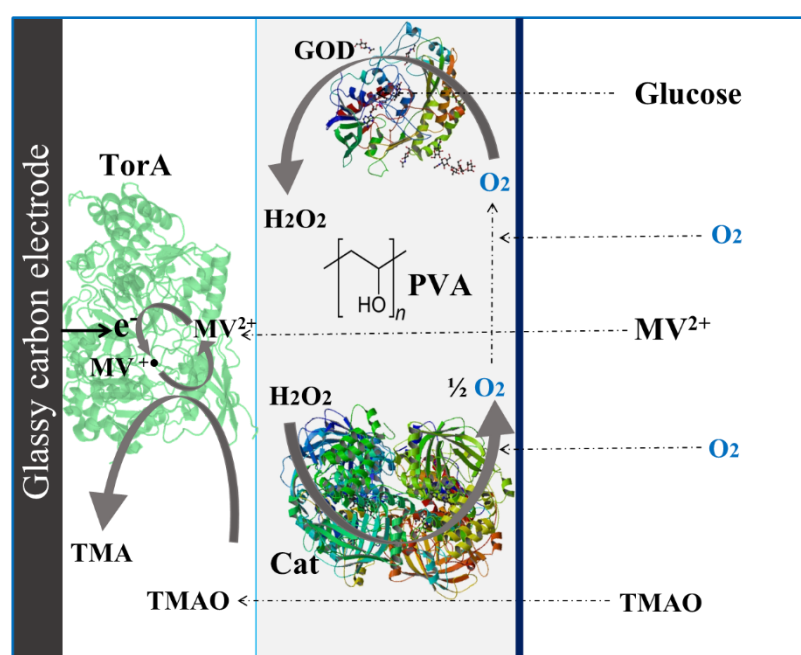 Glassy carbon electrode
GOD
Glucose
TorA
O2
H2O2
O2
PVA
HO
n
e-
MV2+
MV2+
MV+•
H2O2
½ O2
O2
TMA
Cat
TMAO
TMAO